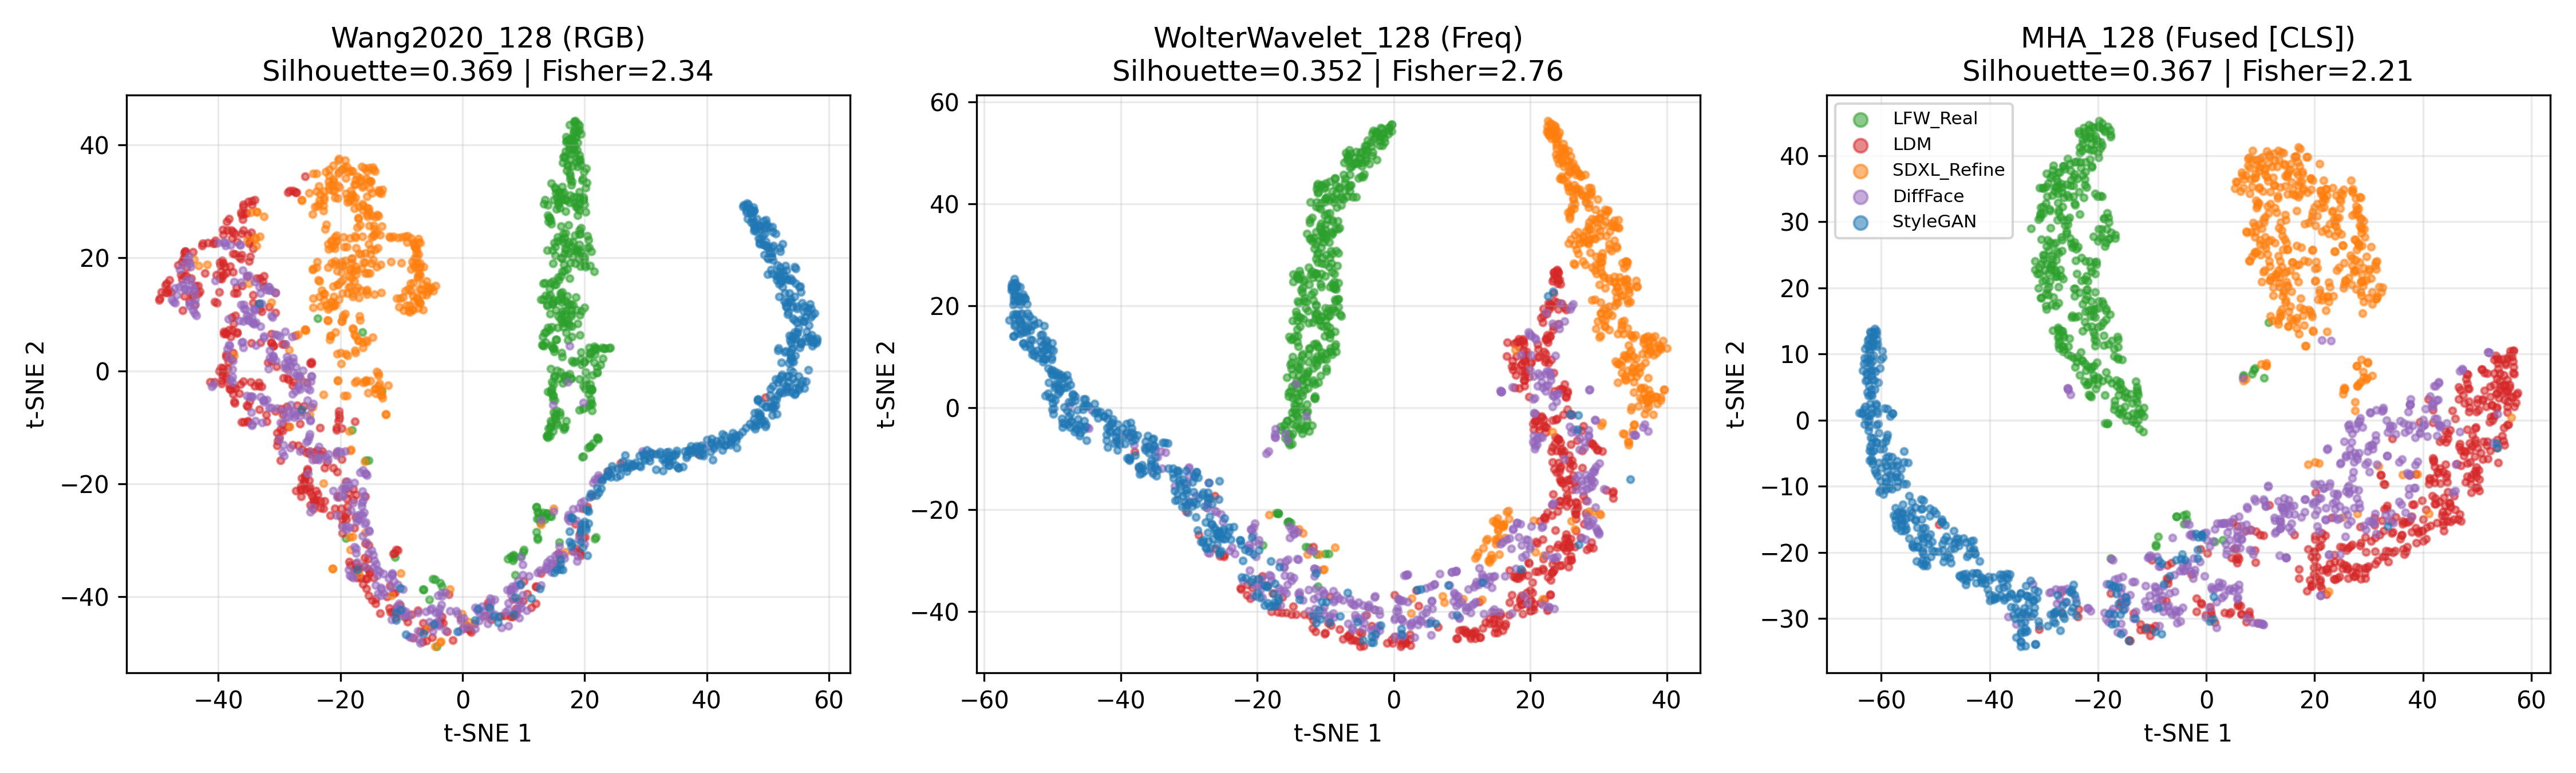 Wang2020_128 (RGB)
Silhouette=0.369 | Fisher=2.34
40
20
0
−20
−40
t-SNE 2
−40
−20
0
20
40
60
t-SNE 1
WolterWavelet_128 (Freq)
Silhouette=0.352 | Fisher=2.76
60
40
20
0
−20
−40
t-SNE 2
−60
−40
−20
0
20
40
t-SNE 1
MHA_128 (Fused [CLS])
Silhouette=0.367 | Fisher=2.21
LFW_Real
LDM
SDXL_Refine
DiffFace
StyleGAN
40
30
20
10
0
−10
−20
−30
t-SNE 2
−60
−40
−20
0
20
40
60
t-SNE 1